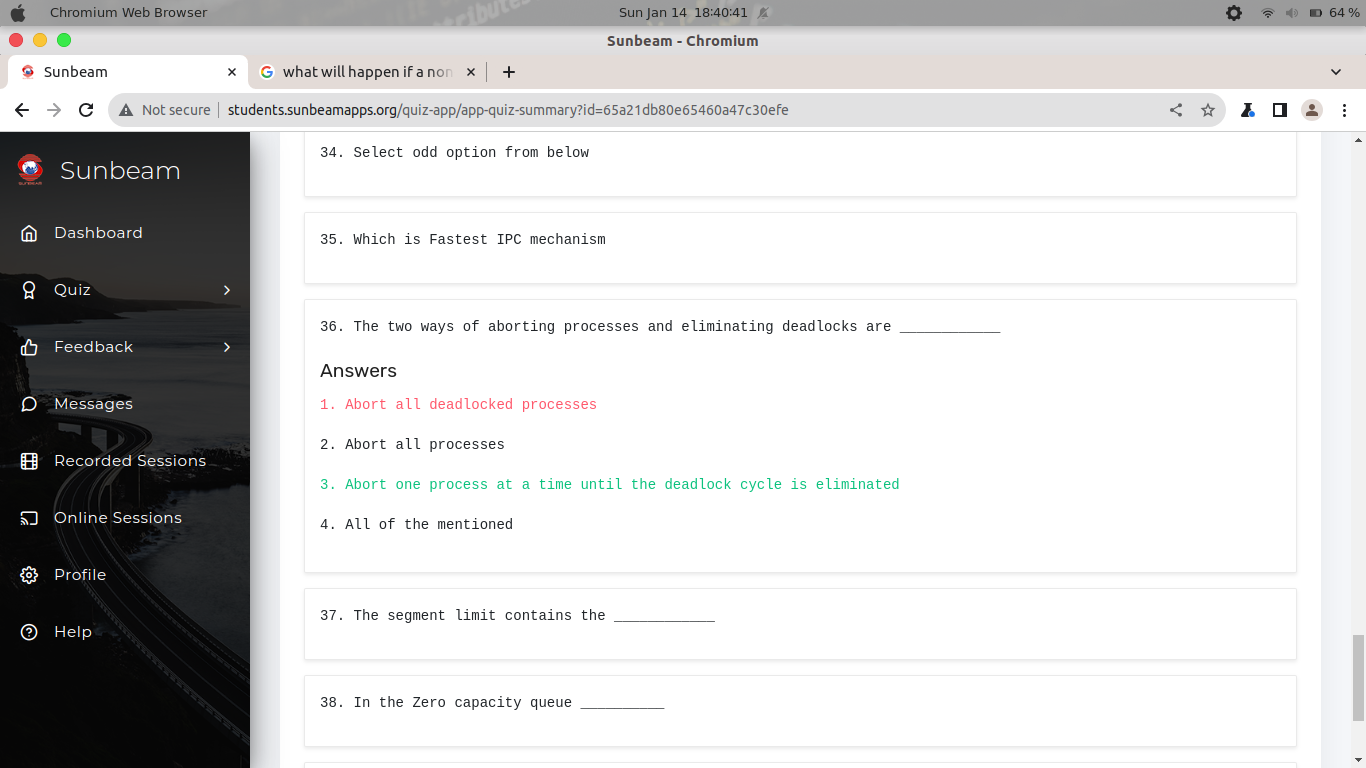 Chromium Web Browser
Sun Jan 14 18:40:41
64 %
Sunbeam - Chromium
Sunbeam
what will happen if a non
Not secure
students.sunbeamapps.org/quiz-app/app-quiz-summary?id=65a21db80e65460a47c30efe
Sunbeam
Dashboard
Quiz
Feedback
Messages
Recorded Sessions
Online Sessions
Profile
Help
34. Select odd option from below
35. Which is Fastest IPC mechanism
36. The two ways of aborting processes and eliminating deadlocks are ____________
Answers
1. Abort all deadlocked processes
2. Abort all processes
3. Abort one process at a time until the deadlock cycle is eliminated
4. All of the mentioned
37. The segment limit contains the ____________
38. In the Zero capacity queue __________